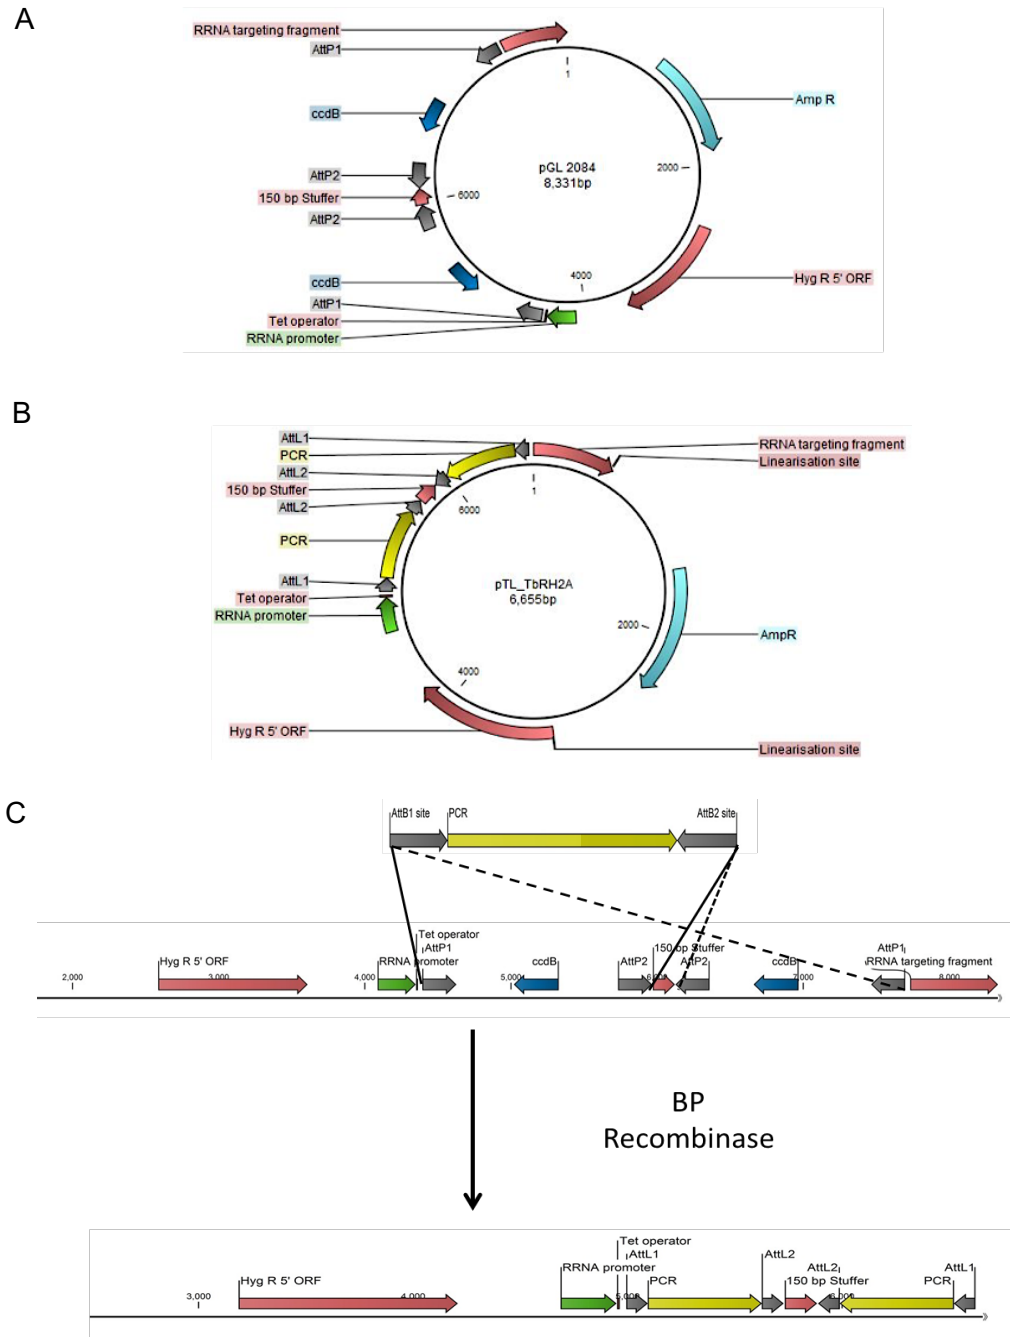 A
RRNA targeting fragment
AttP1
1
Amp R
ccdB
pGL 2084
8,331bp
2000
AttP2
150 bp Stuffer
6000
AttP2
ccdB
4000
Hyg R 5' ORF
AttP1
Tet operator
RRNA promoter
B
AttL1
PCR
AttL2
150 bp Stuffer
AttL2
PCR
AttL1
Tet operator
RRNA promoter
RRNA targeting fragment
Linearisation site
1
6000
pTL_TbRH2A
6,655bp
2000
AmpR
4000
Hyg R 5' ORF
Linearisation site
C
AttB1 site PCR AttB2 site
Tet operator
AttP1 150 bp Stuffer AttP1
Hyg R 5' ORF RRNA promoter ccdB AttP2 AttP2 ccdB RRNA targeting fragment
2,000 3,000 4,000 5,000 6,000 7,000 8,000
BP
Recombinase
Tet operator
AttL1 AttL2
RRNA promoter AttL2 AttL1
Hyg R 5' ORF PCR 150 bp Stuffer PCR
3,000 4,000 5,000 6,000